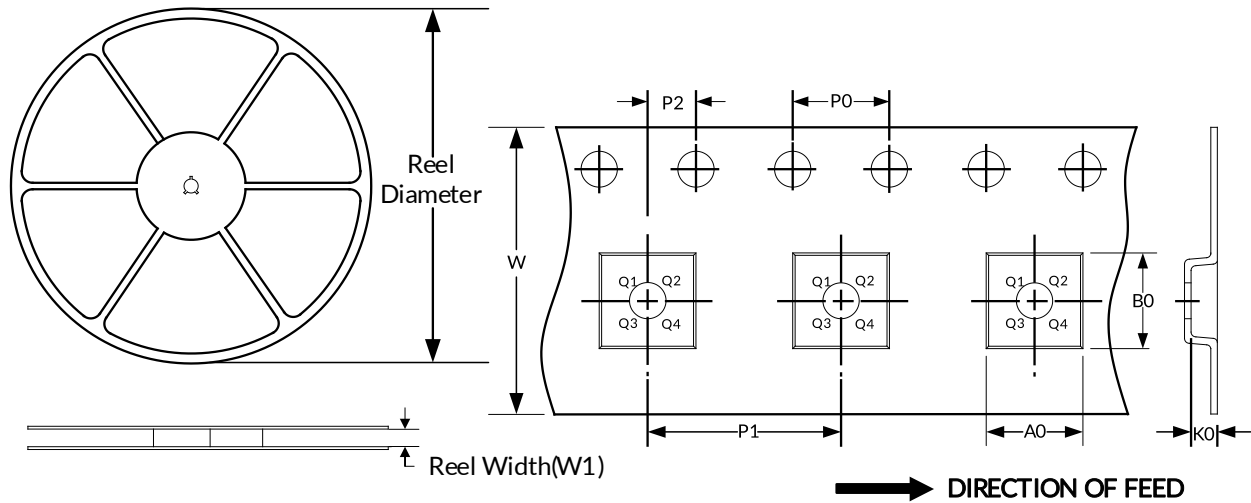 Reel
Diameter
Reel Width(W1)
P2
P0
W
Q1 Q2
Q3 Q4
Q1 Q2
Q3 Q4
Q1 Q2
Q3 Q4
B0
P1
A0
K0
DIRECTION OF FEED